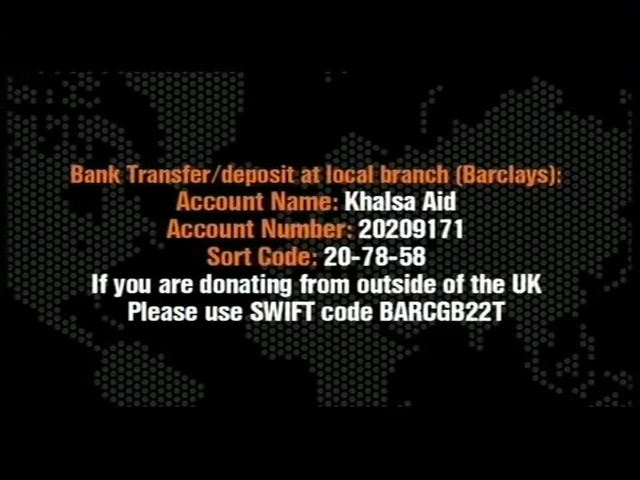 Bank Transfer/deposit at local branch (Barclays):
Account Name: Khalsa Aid
Account Number: 20209171
Sort Code: 20-78-58
If you are donating from outside of the UK
Please use SWIFT code BARCGB22T